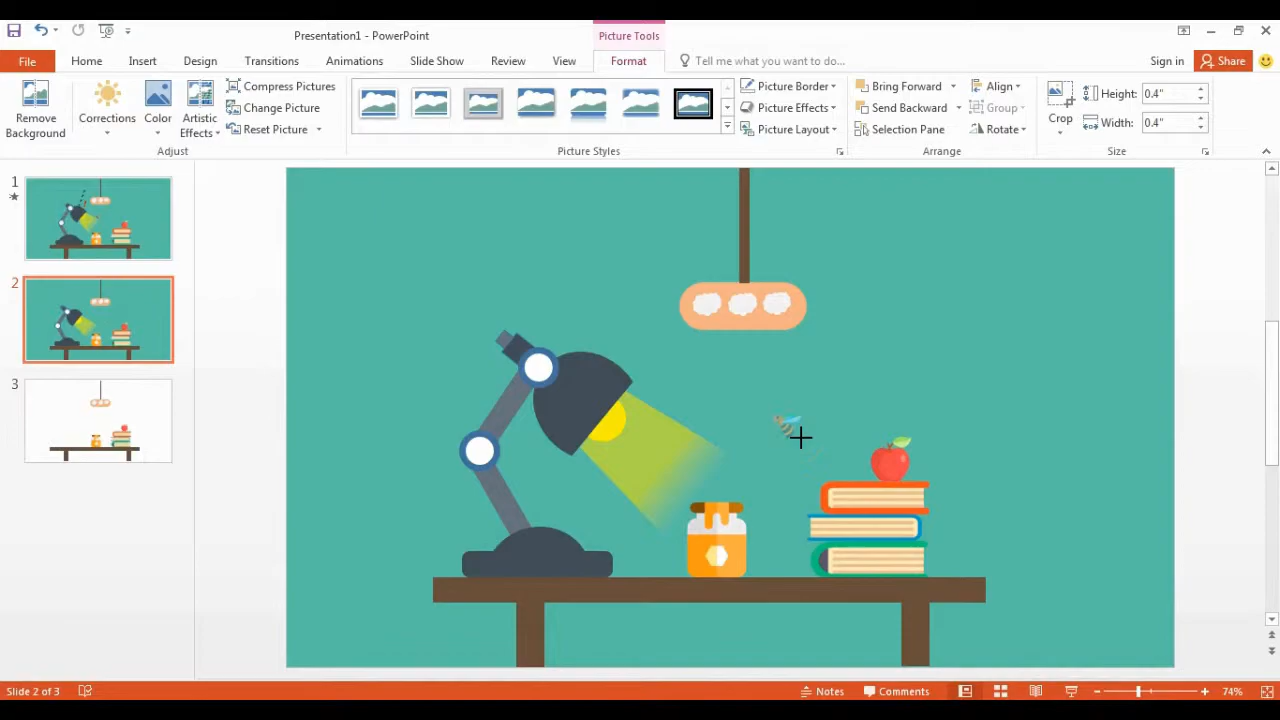 Presentation1 - PowerPoint
Picture Tools
File
Home
Insert
Design
Transitions
Animations
Slide Show
Review
View
Format
Tell me what you want to do...
Sign in
Share
Remove Background
Corrections
Color
Artistic Effects
Compress Pictures
Change Picture
Reset Picture
Adjust
Picture Styles
Picture Border
Picture Effects
Picture Layout
Bring Forward
Send Backward
Selection Pane
Align
Group
Rotate
Arrange
Crop
Height: 0.4"
Width: 0.4"
Size
1
2
3
Slide 2 of 3
Notes
Comments
74%